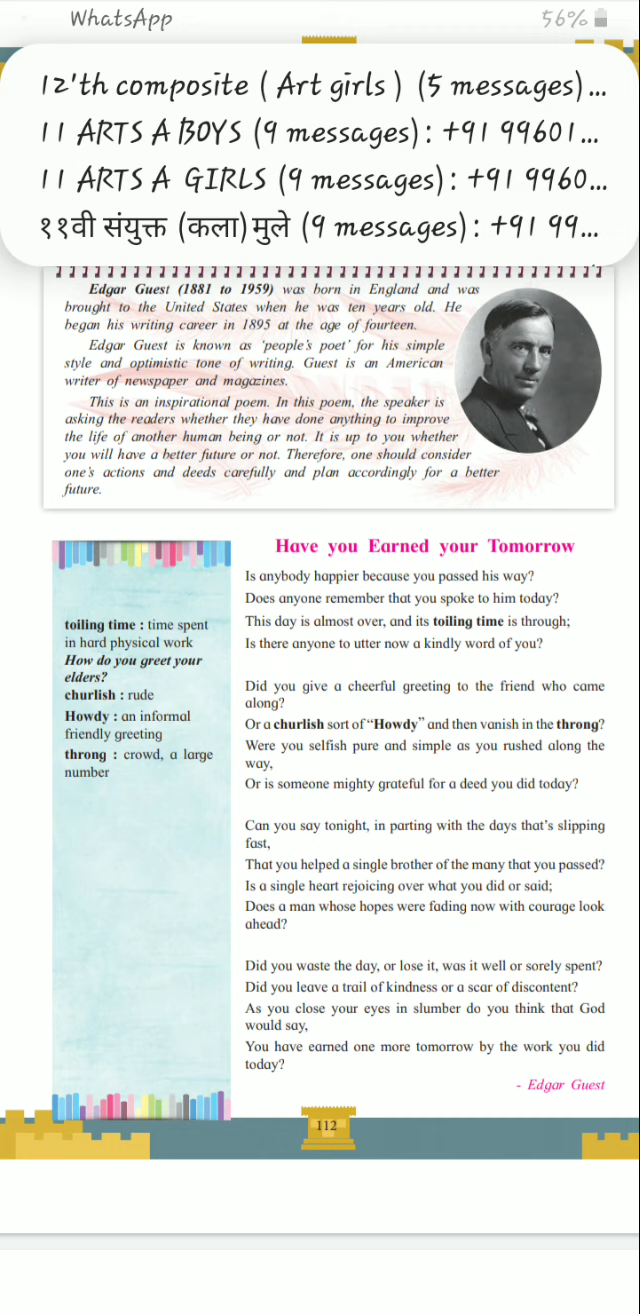 WhatsApp 56%
12'th composite ( Art girls ) (5 messages)...
11 ARTS A BOYS (9 messages) : +91 99601...
11 ARTS A GIRLS (9 messages) : +91 9960...
११वी संयुक्त (कला) मुले (9 messages) : +91 99...
Edgar Guest (1881 to 1959) was born in England and was
brought to the United States when he was ten years old. He
began his writing career in 1895 at the age of fourteen.
Edgar Guest is known as ‘people’s poet’ for his simple
style and optimistic tone of writing. Guest is an American
writer of newspaper and magazines.
This is an inspirational poem. In this poem, the speaker is
asking the readers whether they have done anything to improve
the life of another human being or not. It is up to you whether
you will have a better future or not. Therefore, one should consider
one’s actions and deeds carefully and plan accordingly for a better
future.
toiling time : time spent
in hard physical work
How do you greet your
elders?
churlish : rude
Howdy : an informal
friendly greeting
throng : crowd, a large
number
Have you Earned your Tomorrow
Is anybody happier because you passed his way?
Does anyone remember that you spoke to him today?
This day is almost over, and its toiling time is through;
Is there anyone to utter now a kindly word of you?
Did you give a cheerful greeting to the friend who came
along?
Or a churlish sort of “Howdy” and then vanish in the throng?
Were you selfish pure and simple as you rushed along the
way,
Or is someone mighty grateful for a deed you did today?
Can you say tonight, in parting with the days that’s slipping
fast,
That you helped a single brother of the many that you passed?
Is a single heart rejoicing over what you did or said;
Does a man whose hopes were fading now with courage look
ahead?
Did you waste the day, or lose it, was it well or sorely spent?
Did you leave a trail of kindness or a scar of discontent?
As you close your eyes in slumber do you think that God
would say,
You have earned one more tomorrow by the work you did
today?
- Edgar Guest
112